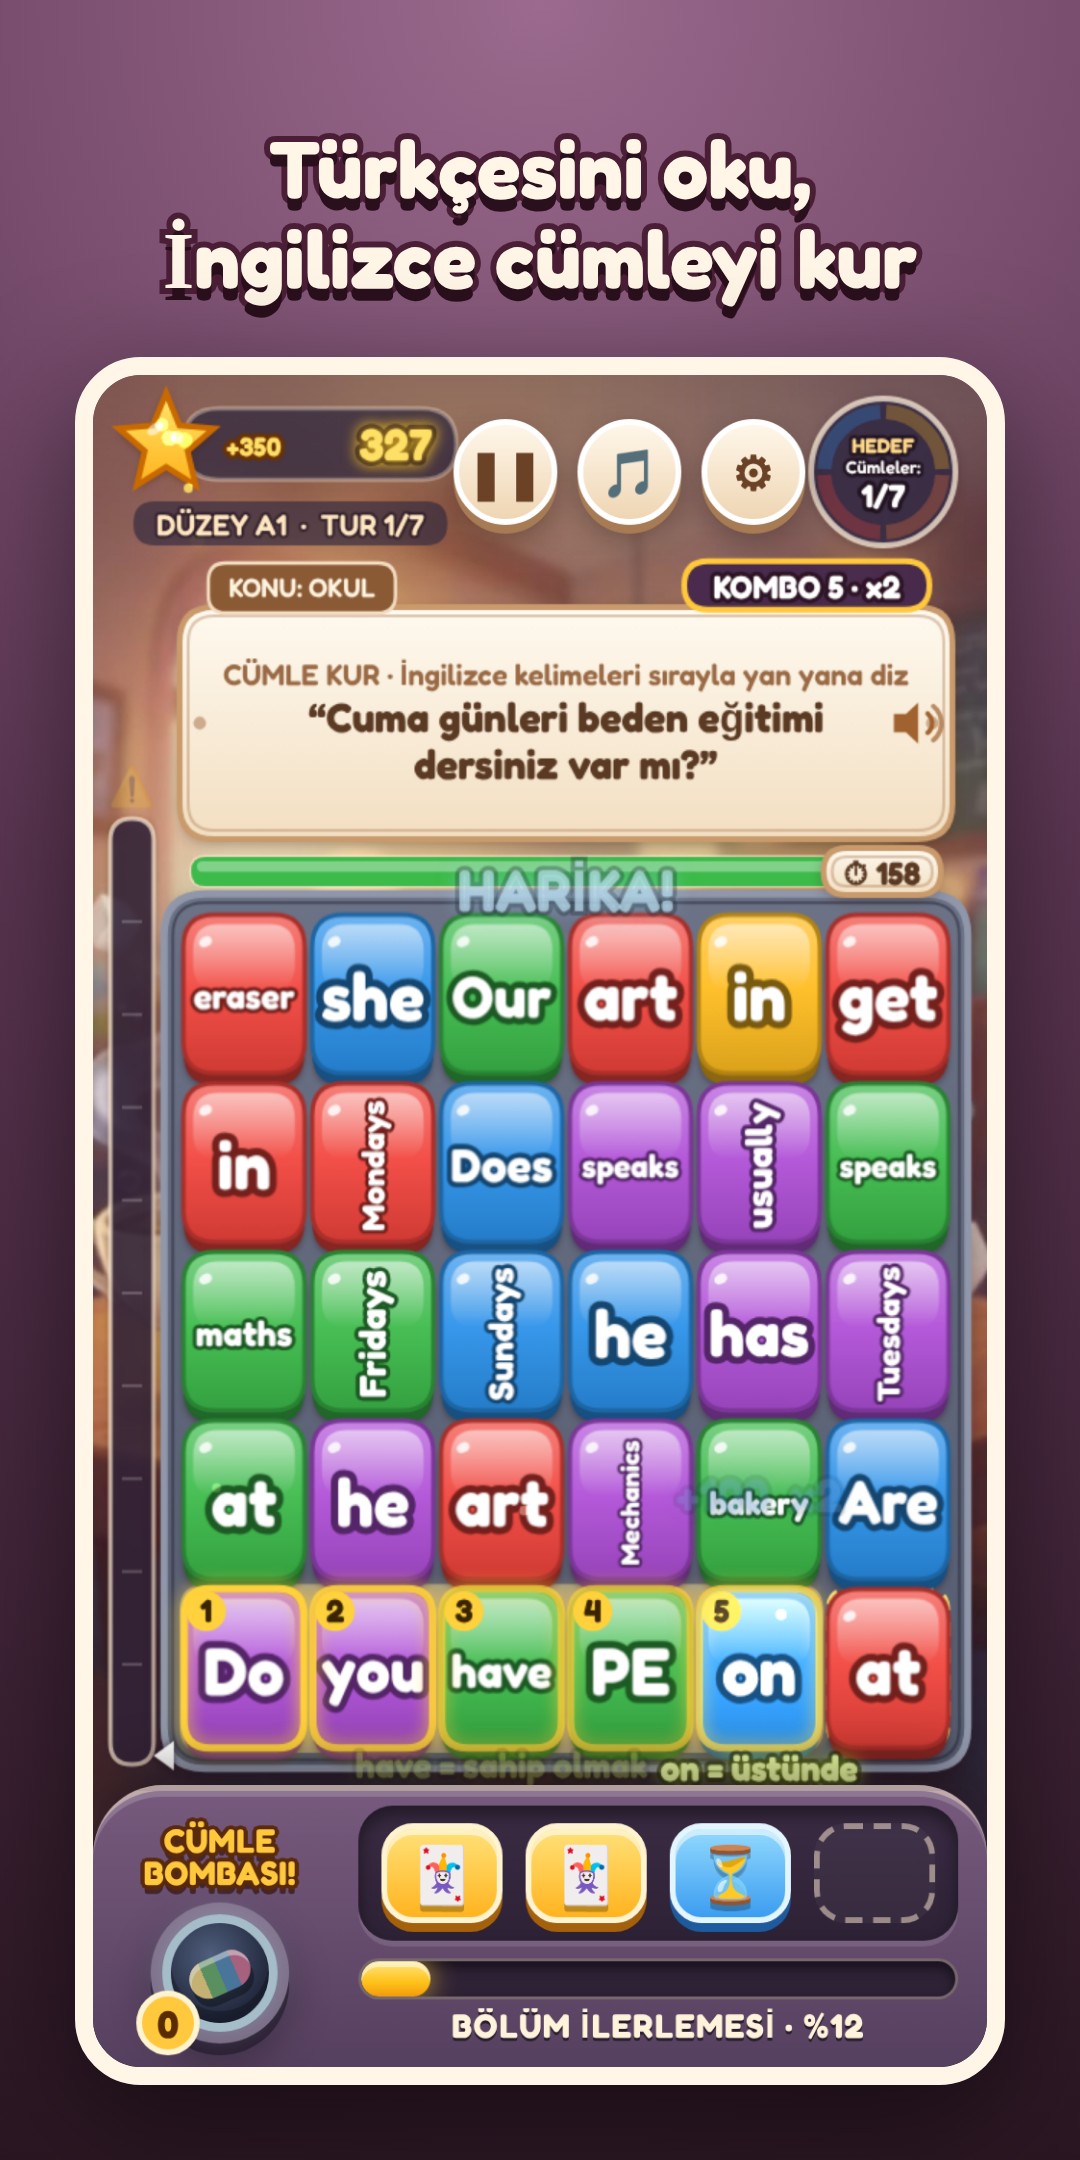 Türkçesini oku,
İngilizce cümleyi kur
+350 327
DÜZEY A1 · TUR 1/7
HEDEF
Cümleler:
1/7
KONU: OKUL
KOMBO 5 · x2
CÜMLE KUR · İngilizce kelimeleri sırayla yan yana diz
“Cuma günleri beden eğitimi
dersiniz var mı?”
158
HARİKA!
eraser she Our art in get
in Mondays Does speaks usually speaks
maths Fridays Sundays he has Tuesdays
at he art Mechanics bakery Are
1 2 3 4 5
Do you have PE on at
have = sahip olmak on = üstünde
CÜMLE
BOMBASI!
0
BÖLÜM İLERLEMESİ · %12